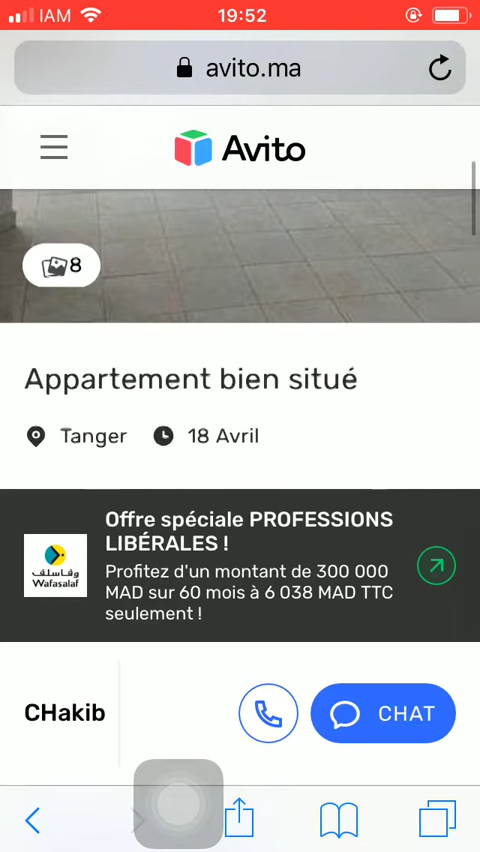 IAM 19:52
avito.ma
Avito
8
Appartement bien situé
Tanger 18 Avril
Offre spéciale PROFESSIONS
LIBÉRALES !
Profitez d'un montant de 300 000
MAD sur 60 mois à 6 038 MAD TTC
seulement !
وفاسلف
Wafasalaf
CHakib CHAT